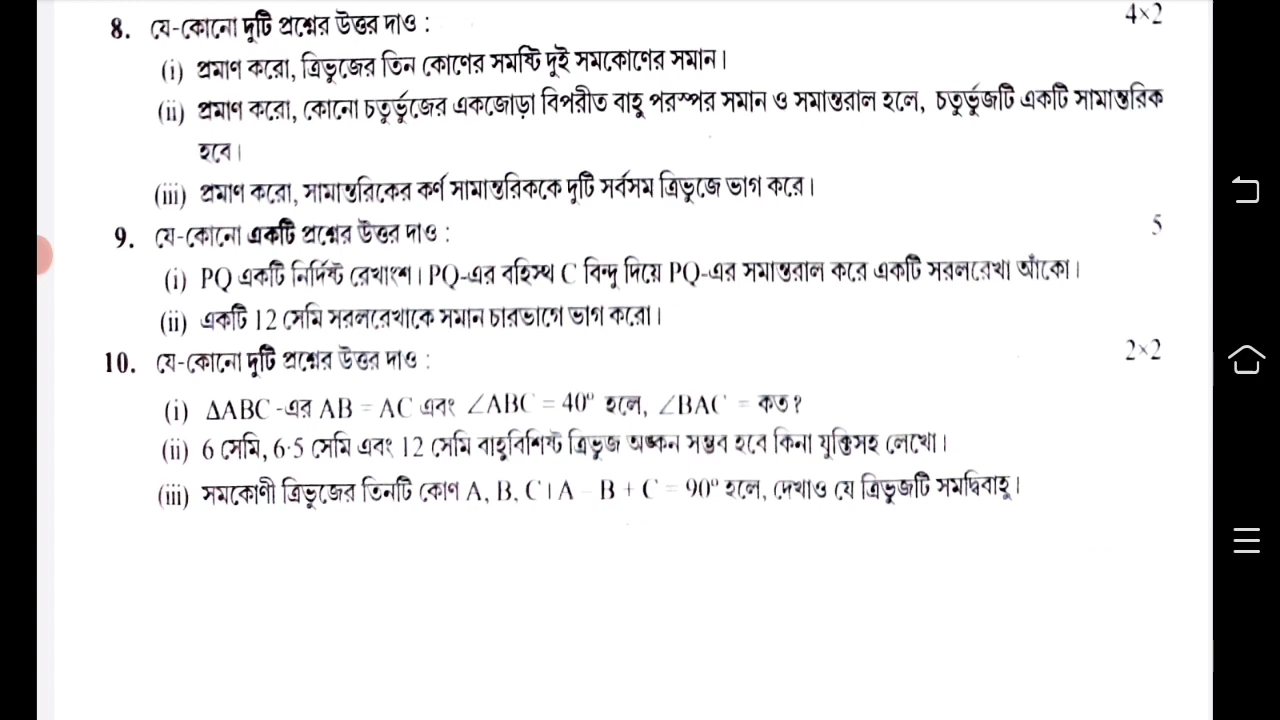 8. যে-কোনো দুটি প্রশ্নের উত্তর দাও : 4×2
(i) প্রমাণ করো, ত্রিভুজের তিন কোণের সমষ্টি দুই সমকোণের সমান।
(ii) প্রমাণ করো, কোনো চতুর্ভুজের একজোড়া বিপরীত বাহু পরস্পর সমান ও সমান্তরাল হলে, চতুর্ভুজটি একটি সামান্তরিক
হবে।
(iii) প্রমাণ করো, সামান্তরিকের কর্ণ সামান্তরিককে দুটি সর্বসম ত্রিভুজে ভাগ করে।
9. যে-কোনো একটি প্রশ্নের উত্তর দাও : 5
(i) PQ একটি নির্দিষ্ট রেখাংশ। PQ-এর বহিস্থ C বিন্দু দিয়ে PQ-এর সমান্তরাল করে একটি সরলরেখা আঁকো।
(ii) একটি 12 সেমি সরলরেখাকে সমান চারভাগে ভাগ করো।
10. যে-কোনো দুটি প্রশ্নের উত্তর দাও : 2×2
(i) ΔABC -এর AB = AC এবং ∠ABC = 40° হলে, ∠BAC = কত?
(ii) 6 সেমি, 6·5 সেমি এবং 12 সেমি বাহুবিশিষ্ট ত্রিভুজ অঙ্কন সম্ভব হবে কিনা যুক্তিসহ লেখো।
(iii) সমকোণী ত্রিভুজের তিনটি কোণ A, B, C। A – B + C = 90° হলে, দেখাও যে ত্রিভুজটি সমদ্বিবাহু।